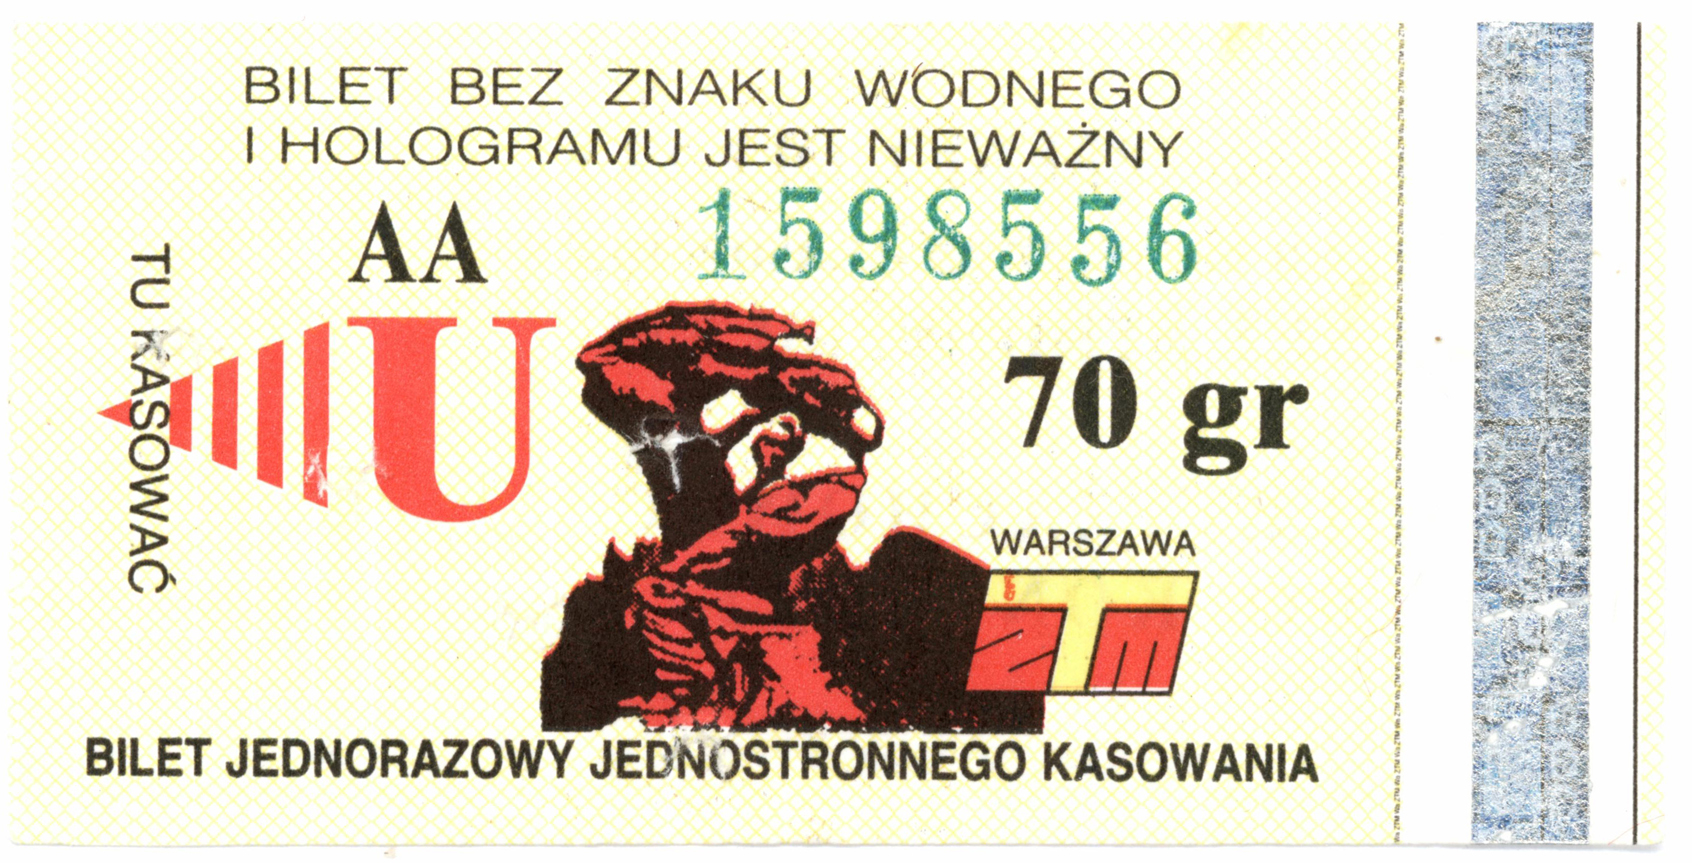 BILET BEZ ZNAKU WODNEGO
I HOLOGRAMU JEST NIEWAŻNY
AA 1598556
TU KASOWAĆ
U
70 gr
WARSZAWA
ZTM
BILET JEDNORAZOWY JEDNOSTRONNEGO KASOWANIA